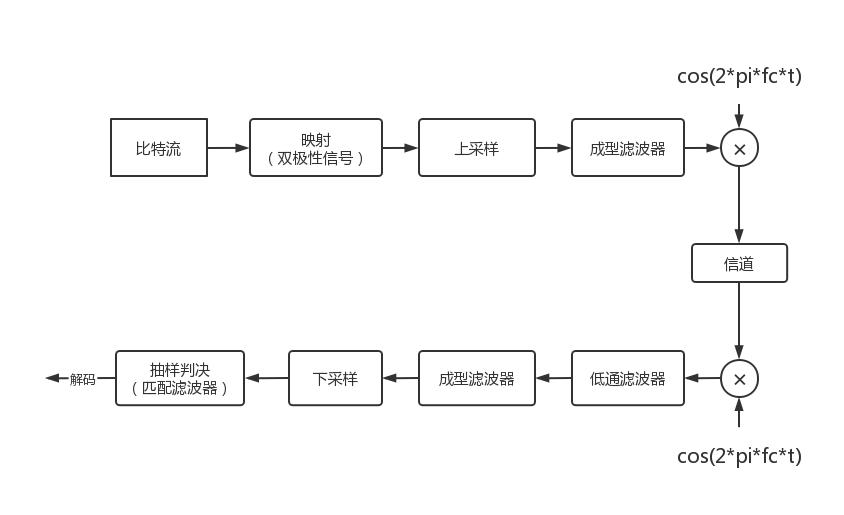 cos(2*pi*fc*t)
比特流
映射
（双极性信号）
上采样
成型滤波器
×
信道
解码
抽样判决
（匹配滤波器）
下采样
成型滤波器
低通滤波器
×
cos(2*pi*fc*t)